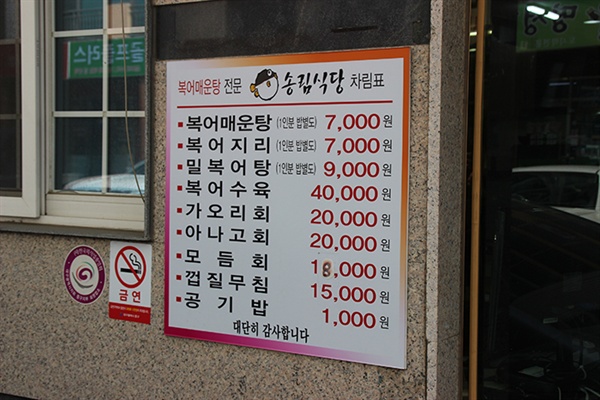 복어매운탕 전문 송림식당 차림표
복어매운탕 (1인분 밥별도) 7,000원
복어지리 (1인분 밥별도) 7,000원
밀복어탕 (1인분 밥별도) 9,000원
복어수육 40,000원
가오리회 20,000원
아나고회 20,000원
모듬회 18,000원
껍질무침 15,000원
공기밥 1,000원
대단히 감사합니다
금연